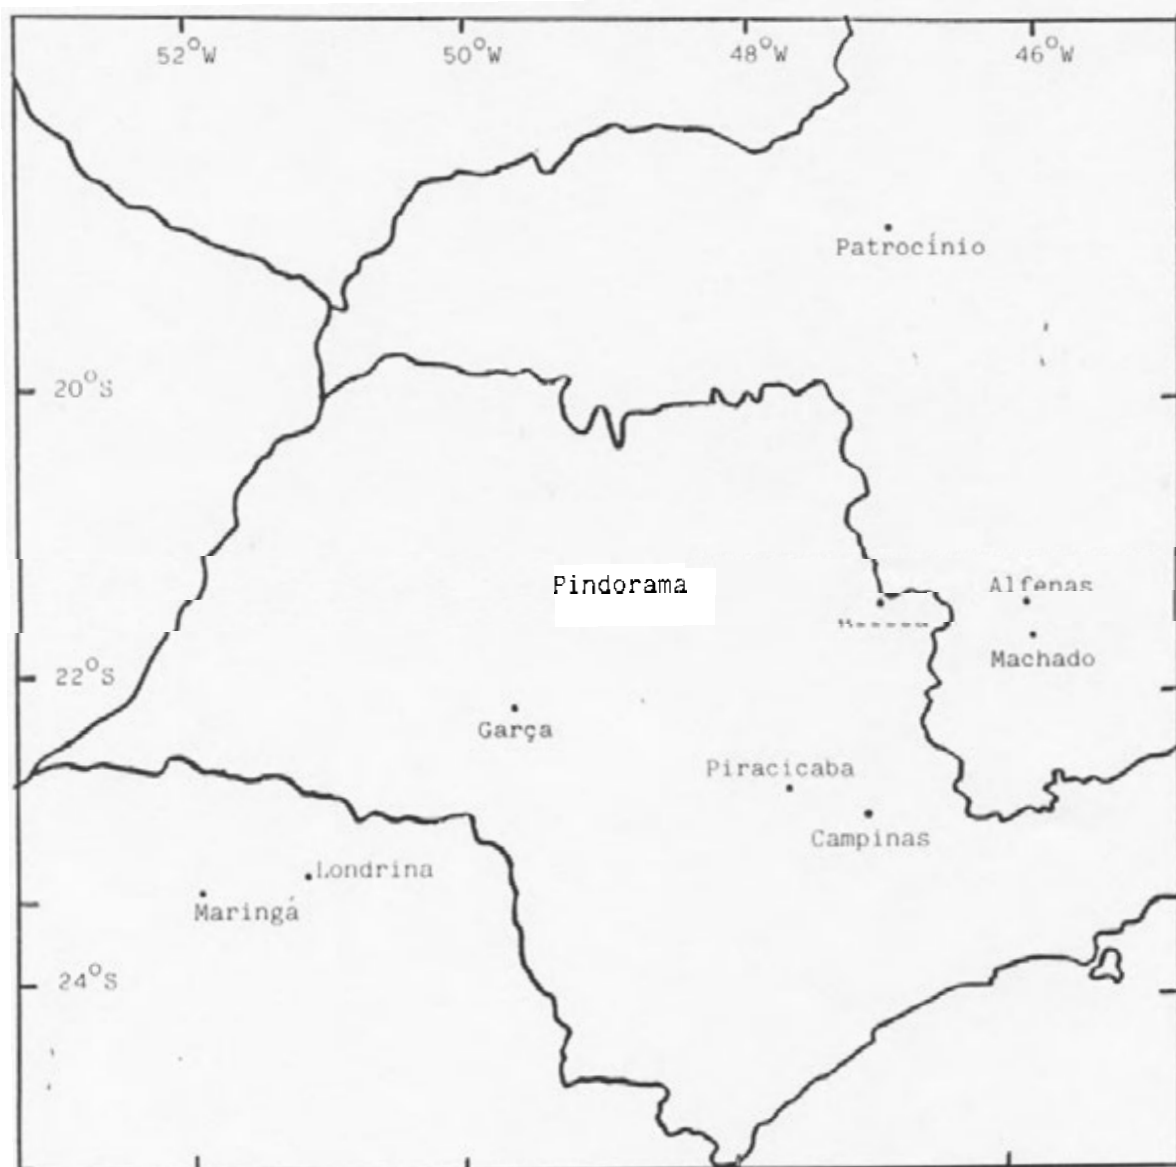 52°W
50°W
48°W
46°W
Patrocínio
20°S
Pindorama
Alfenas
Machado
22°S
Garça
Piracicaba
Campinas
Londrina
Maringá
24°S